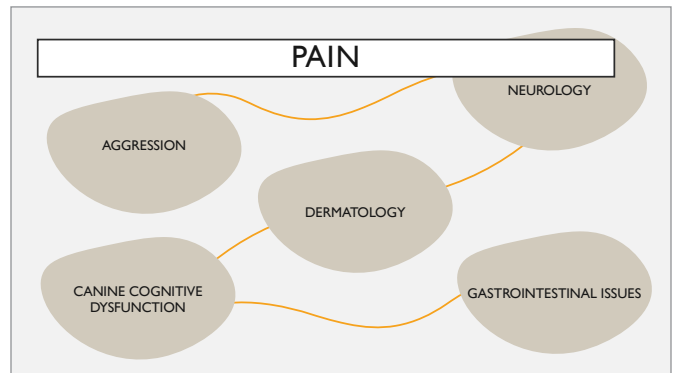 PAIN
NEUROLOGY
AGGRESSION
DERMATOLOGY
CANINE COGNITIVE
DYSFUNCTION
GASTROINTESTINAL ISSUES